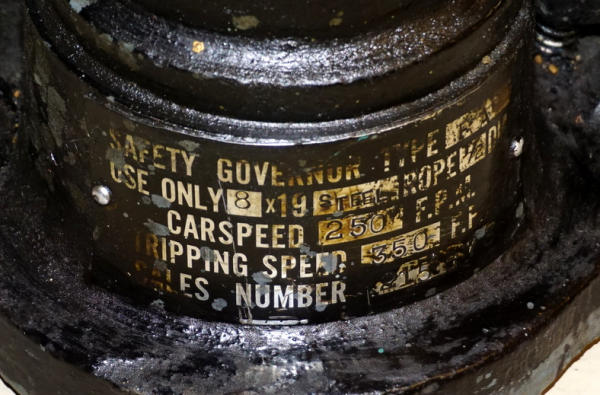 SAFETY GOVERNOR TYPE
USE ONLY 8 x19 STEEL ROPE
CARSPEED 250 F.P.M.
TRIPPING SPEED 350
SALES NUMBER